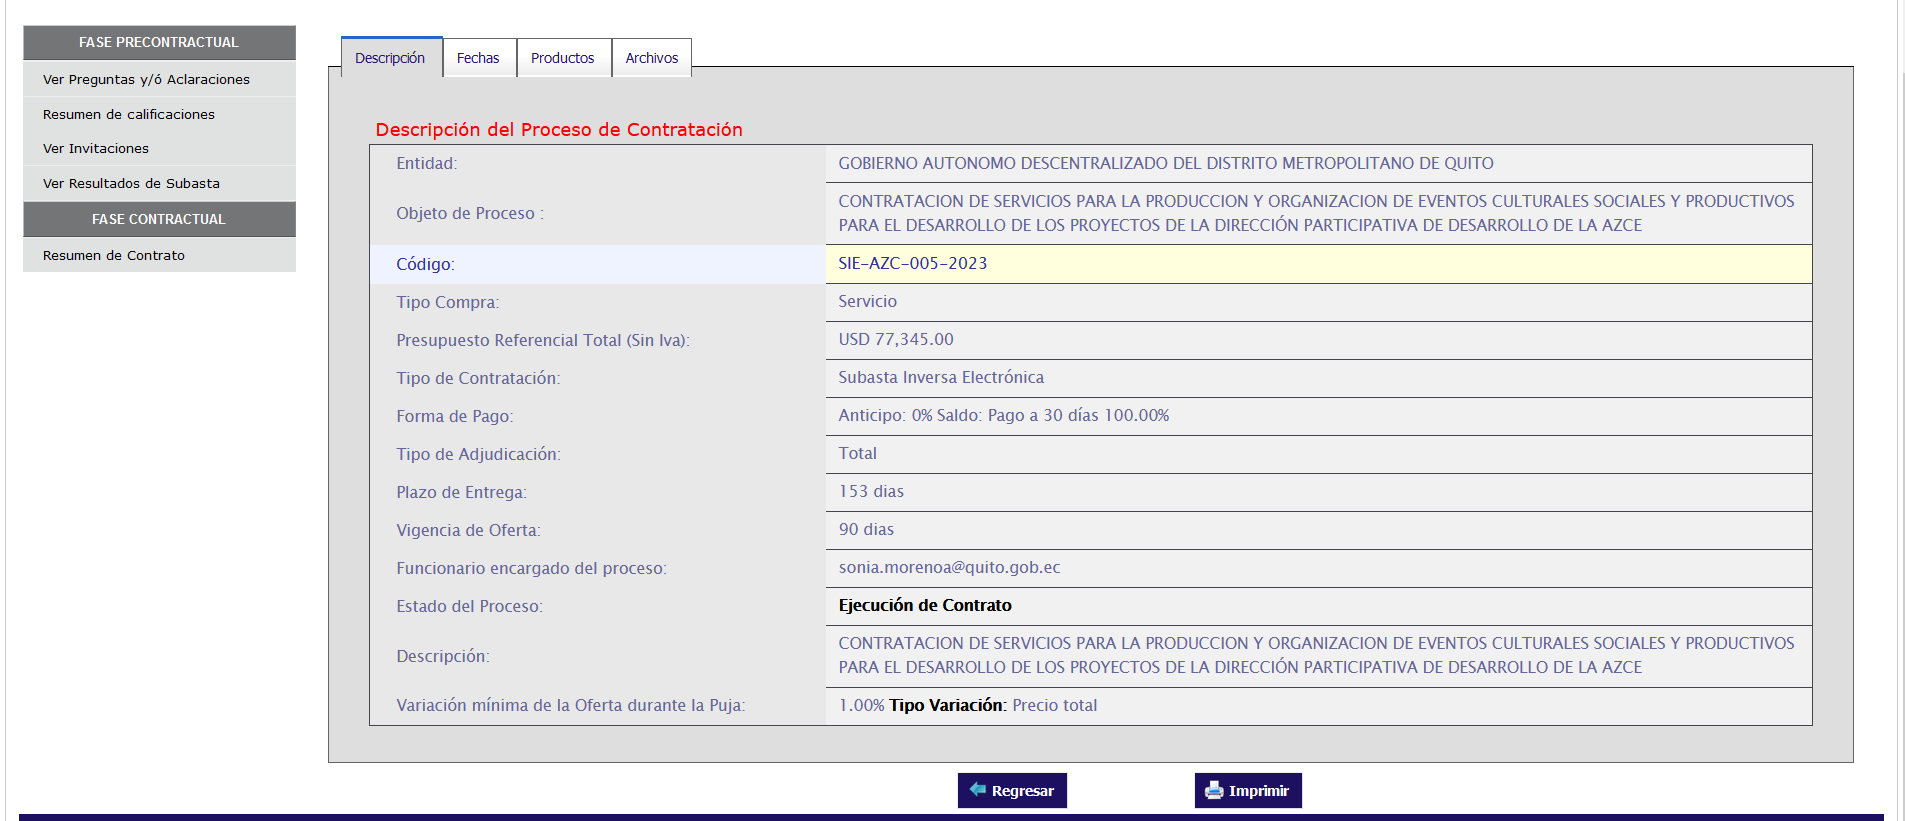 FASE PRECONTRACTUAL
Ver Preguntas y/ó Aclaraciones
Resumen de calificaciones
Ver Invitaciones
Ver Resultados de Subasta
FASE CONTRACTUAL
Resumen de Contrato
Descripción Fechas Productos Archivos
Descripción del Proceso de Contratación
Entidad: GOBIERNO AUTONOMO DESCENTRALIZADO DEL DISTRITO METROPOLITANO DE QUITO
Objeto de Proceso : CONTRATACION DE SERVICIOS PARA LA PRODUCCION Y ORGANIZACION DE EVENTOS CULTURALES SOCIALES Y PRODUCTIVOS
PARA EL DESARROLLO DE LOS PROYECTOS DE LA DIRECCIÓN PARTICIPATIVA DE DESARROLLO DE LA AZCE
Código: SIE-AZC-005-2023
Tipo Compra: Servicio
Presupuesto Referencial Total (Sin Iva): USD 77,345.00
Tipo de Contratación: Subasta Inversa Electrónica
Forma de Pago: Anticipo: 0% Saldo: Pago a 30 días 100.00%
Tipo de Adjudicación: Total
Plazo de Entrega: 153 dias
Vigencia de Oferta: 90 dias
Funcionario encargado del proceso: sonia.morenoa@quito.gob.ec
Estado del Proceso: Ejecución de Contrato
Descripción: CONTRATACION DE SERVICIOS PARA LA PRODUCCION Y ORGANIZACION DE EVENTOS CULTURALES SOCIALES Y PRODUCTIVOS
PARA EL DESARROLLO DE LOS PROYECTOS DE LA DIRECCIÓN PARTICIPATIVA DE DESARROLLO DE LA AZCE
Variación mínima de la Oferta durante la Puja: 1.00% Tipo Variación: Precio total
Regresar Imprimir